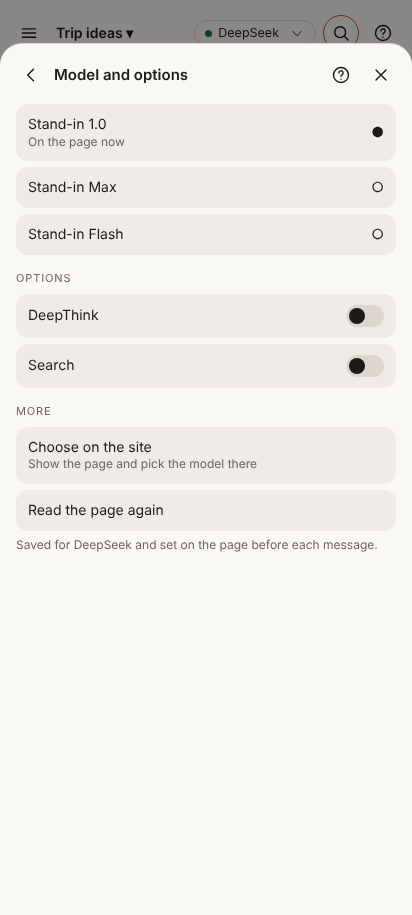 Trip ideas ▾
DeepSeek
Model and options
Stand-in 1.0
On the page now
Stand-in Max
Stand-in Flash
OPTIONS
DeepThink
Search
MORE
Choose on the site
Show the page and pick the model there
Read the page again
Saved for DeepSeek and set on the page before each message.